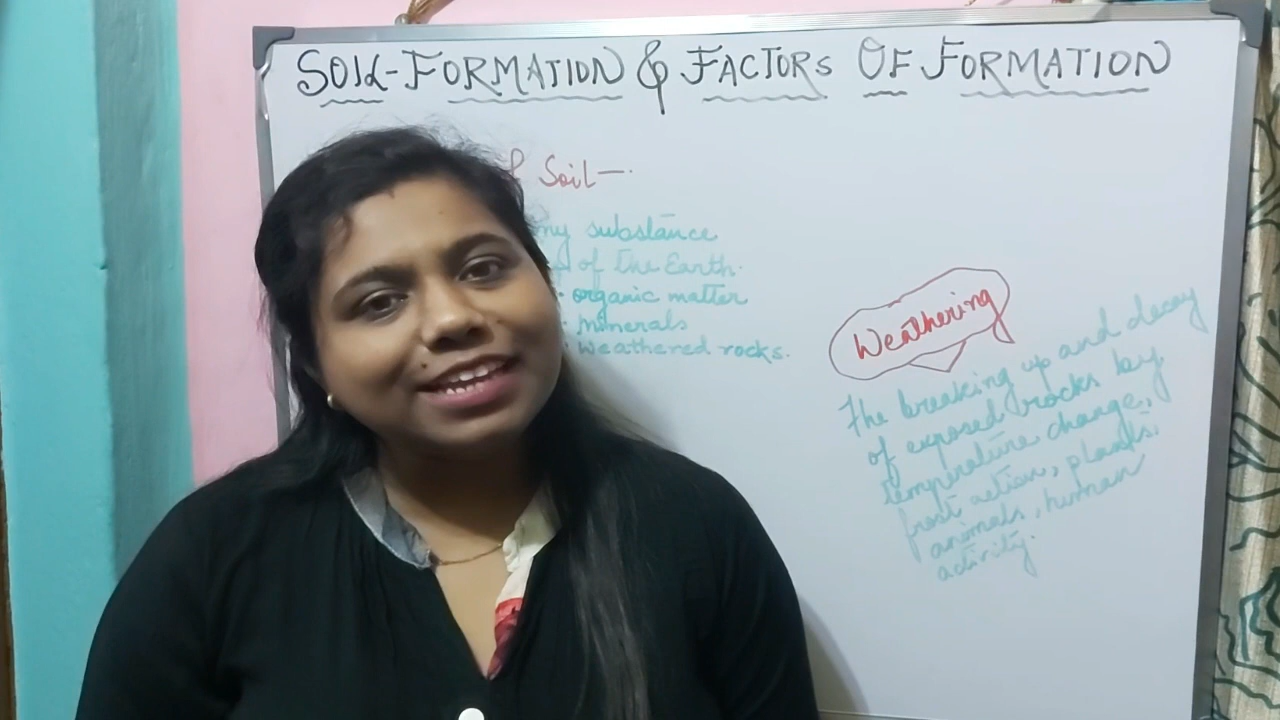 SOIL-FORMATION & FACTORS OF FORMATION
Soil-
substance
of the Earth.
organic matter
minerals
weathered rocks.
Weathering
The breaking up and decay
of exposed rocks by
temperature change,
frost action, plants,
animals, human
activity.